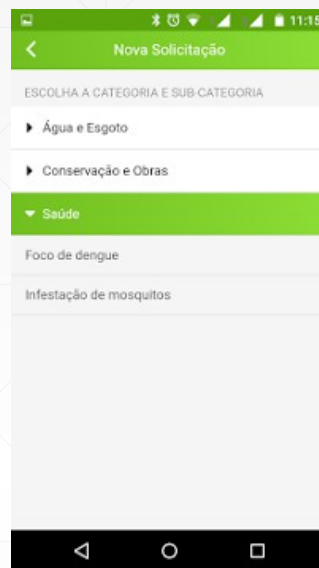 11:15
Nova Solicitação
ESCOLHA A CATEGORIA E SUB-CATEGORIA
Água e Esgoto
Conservação e Obras
Saúde
Foco de dengue
Infestação de mosquitos